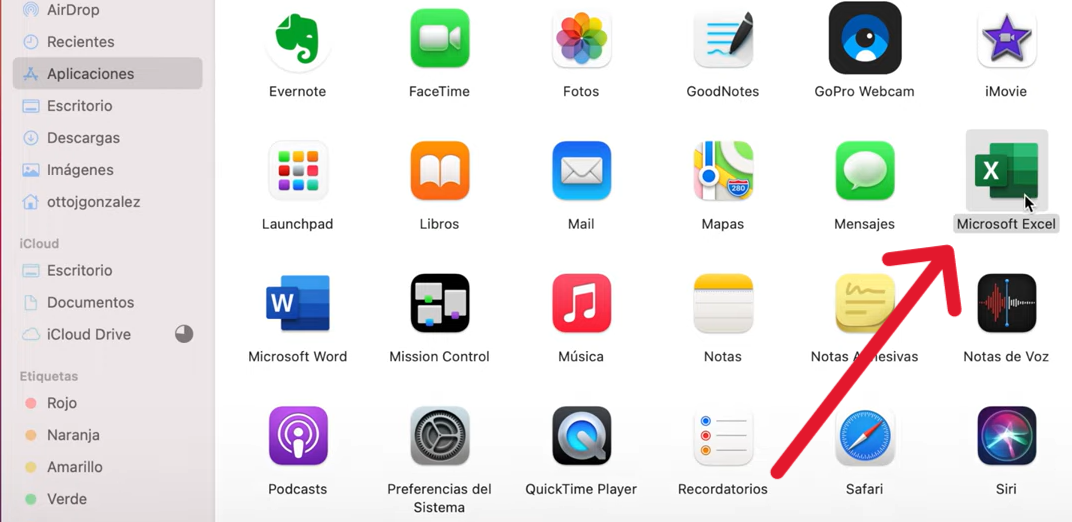 AirDrop
Recientes
Aplicaciones
Escritorio
Descargas
Imágenes
ottojgonzalez
iCloud
Escritorio
Documentos
iCloud Drive
Etiquetas
Rojo
Naranja
Amarillo
Verde
Evernote
FaceTime
Fotos
GoodNotes
GoPro Webcam
iMovie
Launchpad
Libros
Mail
280
Mapas
Mensajes
X
Microsoft Excel
W
Microsoft Word
Mission Control
Música
Notas
Notas Adhesivas
Notas de Voz
Podcasts
Preferencias del
Sistema
QuickTime Player
Recordatorios
Safari
Siri